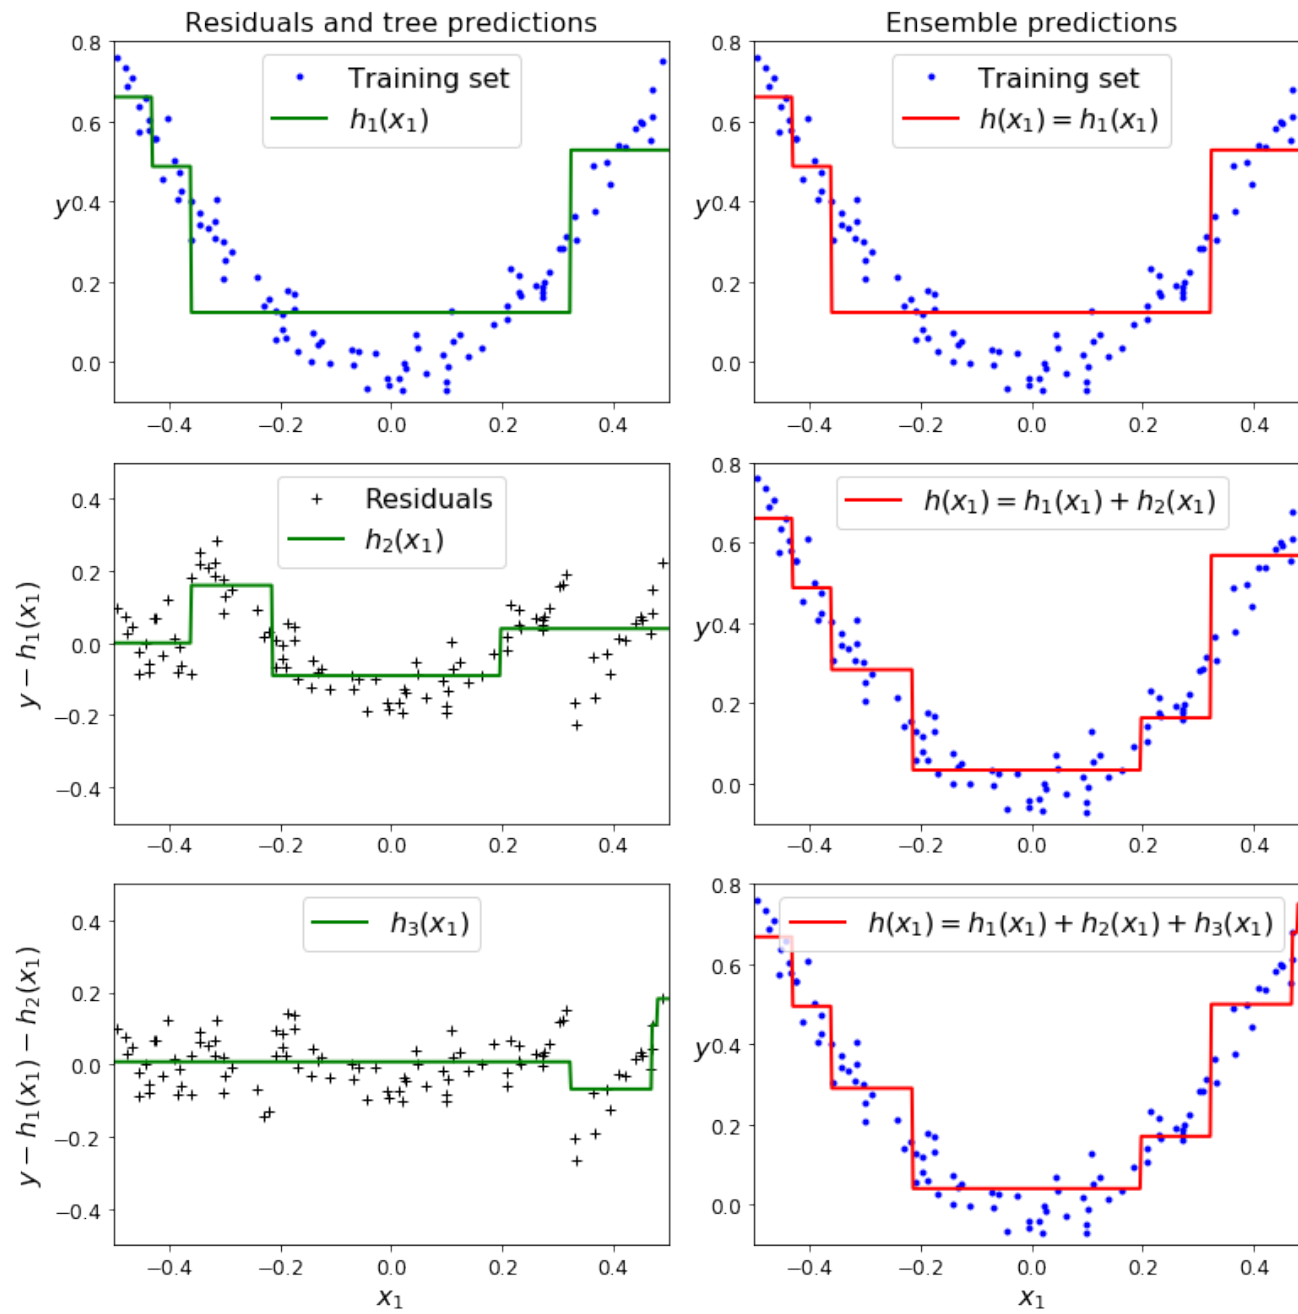 Residuals and tree predictions
Ensemble predictions
0.8
0.6
y
0.4
0.2
0.0
Training set
h₁(x₁)
−0.4 −0.2 0.0 0.2 0.4
0.8
0.6
y
0.4
0.2
0.0
Training set
h(x₁) = h₁(x₁)
−0.4 −0.2 0.0 0.2 0.4
y − h₁(x₁)
0.4
0.2
0.0
−0.2
−0.4
Residuals
h₂(x₁)
−0.4 −0.2 0.0 0.2 0.4
0.8
0.6
y
0.4
0.2
0.0
h(x₁) = h₁(x₁) + h₂(x₁)
−0.4 −0.2 0.0 0.2 0.4
y − h₁(x₁) − h₂(x₁)
0.4
0.2
0.0
−0.2
−0.4
h₃(x₁)
−0.4 −0.2 0.0 0.2 0.4
x₁
0.8
0.6
y
0.4
0.2
0.0
h(x₁) = h₁(x₁) + h₂(x₁) + h₃(x₁)
−0.4 −0.2 0.0 0.2 0.4
x₁